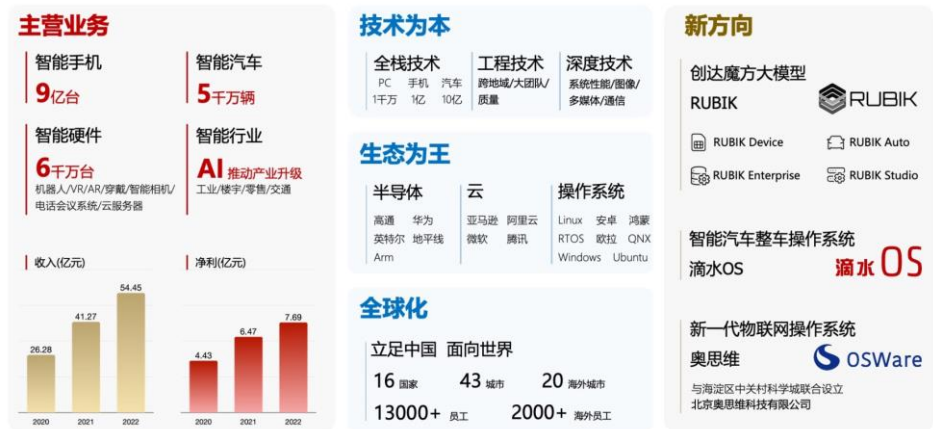 主营业务
智能手机
9亿台
智能汽车
5千万辆
智能硬件
6千万台
机器人/VR/AR/穿戴/智能相机/
电话会议系统/云服务器
智能行业
AI 推动产业升级
工业/楼宇/零售/交通
收入(亿元)
54.45
41.27
26.28
2020 2021 2022
净利(亿元)
7.69
6.47
4.43
2020 2021 2022
技术为本
全栈技术
PC 手机 汽车
1千万 1亿 10亿
工程技术
跨地域/大团队/
质量
深度技术
系统性能/图像/
多媒体/通信
生态为王
半导体
高通 华为
英特尔 地平线
Arm
云
亚马逊 阿里云
微软 腾讯
操作系统
Linux 安卓 鸿蒙
RTOS 欧拉 QNX
Windows Ubuntu
全球化
立足中国 面向世界
16 国家 43 城市 20 海外城市
13000+ 员工 2000+ 海外员工
新方向
创达魔方大模型
RUBIK
RUBIK
RUBIK Device
RUBIK Auto
RUBIK Enterprise
RUBIK Studio
智能汽车整车操作系统
滴水OS
滴水OS
新一代物联网操作系统
奥思维
OSWare
与海淀区中关村科学城联合设立
北京奥思维科技有限公司